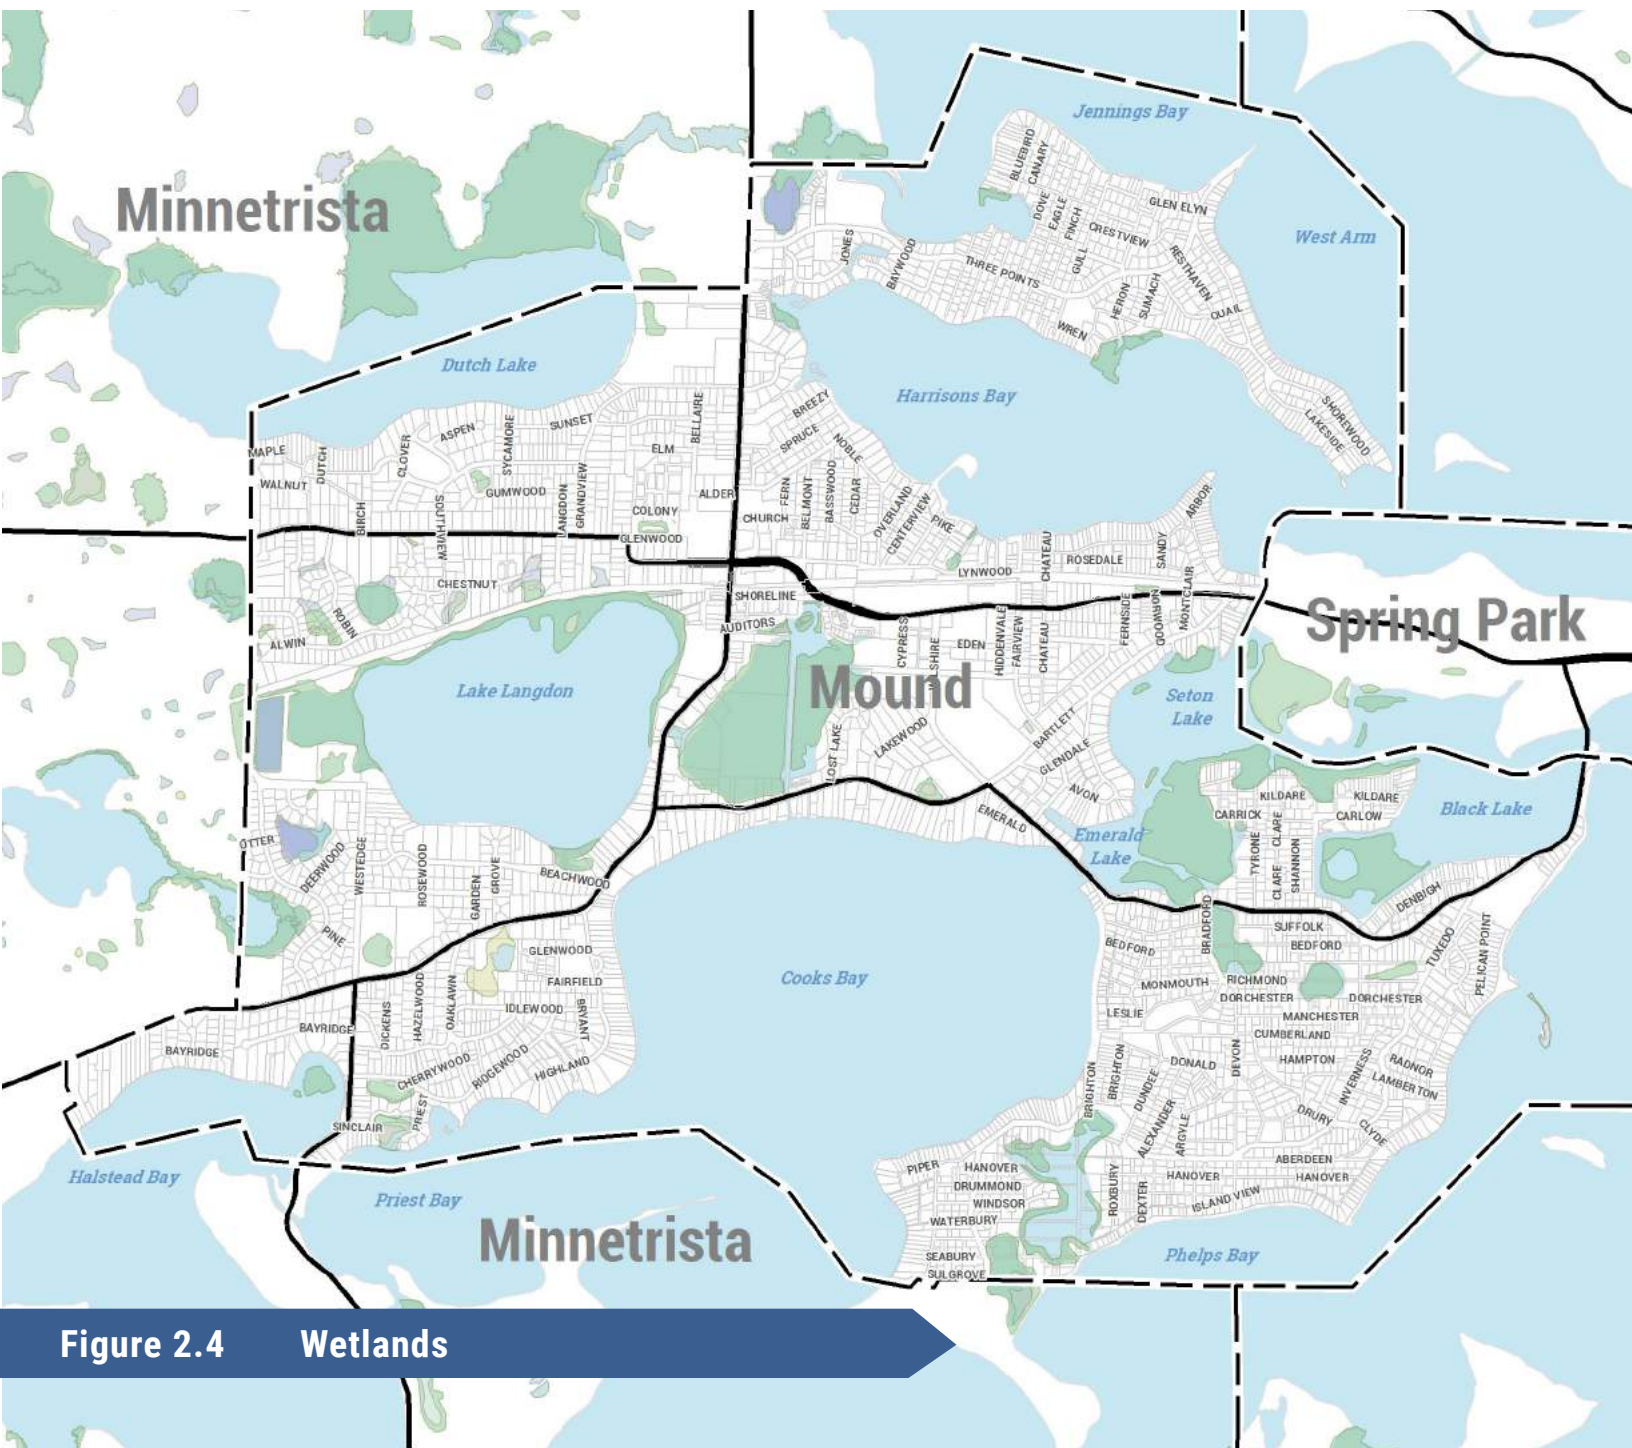 Jennings Bay
BLUEBIRD
CANARY
Minnetrista
DOVE
EAGLE
FINCH
GLEN ELYN
CRESTVIEW
West Arm
JONES
BAYWOOD
THREE POINTS
GULL
RESTHAVEN
HERON
SUMACH
QUAIL
WREN
Dutch Lake
Harrisons Bay
SHOREWOOD
LAKESIDE
BREEZY
SPRUCE
NOBLE
BELLAIRE
MAPLE
DUTCH
CLOVER
ASPEN
SYCAMORE
SUNSET
ELM
WALNUT
GUMWOOD
LANGDON
GRANDVIEW
ALDER
FERN
BELMONT
BASSWOOD
CEDAR
OVERLAND
CENTERVIEW
PIKE
ARBOR
BIRCH
SOUTHVIEW
COLONY
CHURCH
GLENWOOD
LYNWOOD
CHATEAU
ROSEDALE
SANDY
CHESTNUT
SHORELINE
AUDITORS
ROBIN
ALWIN
CYPRESS
WILSHIRE
EDEN
HIDDENVALE
FAIRVIEW
CHATEAU
FERNSIDE
NORWOOD
MONTCLAIR
Spring Park
Mound
Lake Langdon
Seton
Lake
LOST LAKE
LAKEWOOD
BARTLETT
GLENDALE
AVON
EMERALD
Emerald
Lake
KILDARE
KILDARE
CARRICK
CARLOW
Black Lake
TYRONE
CLARE
CLARE
SHANNON
DENBIGH
OTTER
DEERWOOD
WESTEDGE
ROSEWOOD
GARDEN
GROVE
BEACHWOOD
PINE
GLENWOOD
FAIRFIELD
IDLEWOOD
BRYANT
DICKENS
HAZELWOOD
OAKLAWN
BAYRIDGE
BAYRIDGE
CHERRYWOOD
RIDGEWOOD
HIGHLAND
PRIEST
SINCLAIR
Cooks Bay
BRADFORD
SUFFOLK
BEDFORD
BEDFORD
TUXEDO
PELICAN POINT
MONMOUTH
RICHMOND
DORCHESTER
DORCHESTER
LESLIE
MANCHESTER
CUMBERLAND
DEVON
DONALD
HAMPTON
INVERNESS
RADNOR
LAMBERTON
BRIGHTON
BRIGHTON
DUNDEE
ALEXANDER
ARGYLE
DRURY
CLYDE
ABERDEEN
PIPER
HANOVER
HANOVER
HANOVER
DRUMMOND
WINDSOR
ROXBURY
DEXTER
ISLAND VIEW
WATERBURY
SEABURY
SULGROVE
Halstead Bay
Priest Bay
Minnetrista
Phelps Bay
Figure 2.4 Wetlands